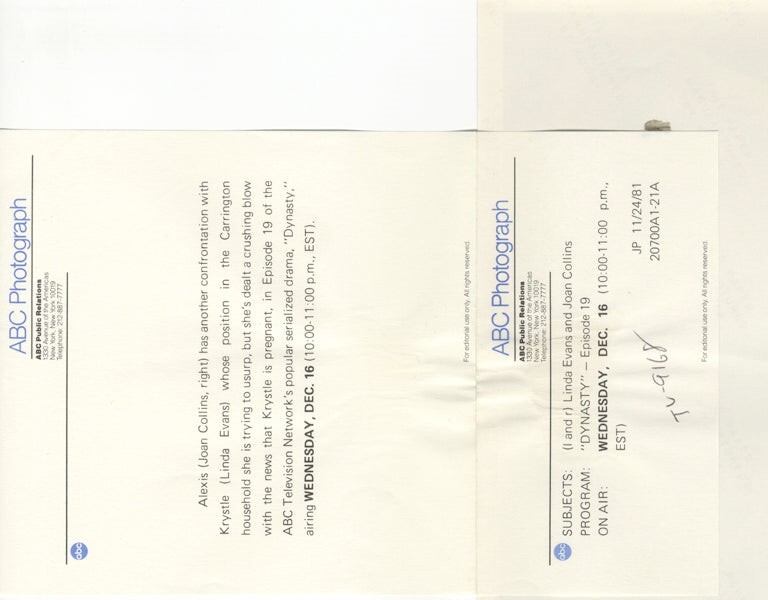 ABC Photograph
ABC Public Relations
1330 Avenue of the Americas
New York, New York 10019
Telephone: 212-887-7777
abc
Alexis (Joan Collins, right) has another confrontation with
Krystle (Linda Evans) whose position in the Carrington
household she is trying to usurp, but she's dealt a crushing blow
with the news that Krystle is pregnant, in Episode 19 of the
ABC Television Network's popular serialized drama, "Dynasty,"
airing WEDNESDAY, DEC. 16 (10:00-11:00 p.m., EST).
For editorial use only. All rights reserved.
ABC Photograph
ABC Public Relations
1330 Avenue of the Americas
New York, New York 10019
Telephone: 212-887-7777
abc
SUBJECTS: (l and r) Linda Evans and Joan Collins
PROGRAM: "DYNASTY" – Episode 19
ON AIR: WEDNESDAY, DEC. 16 (10:00-11:00 p.m.,
EST)
JP 11/24/81
20700A1-21A
TV-9168
For editorial use only. All rights reserved.